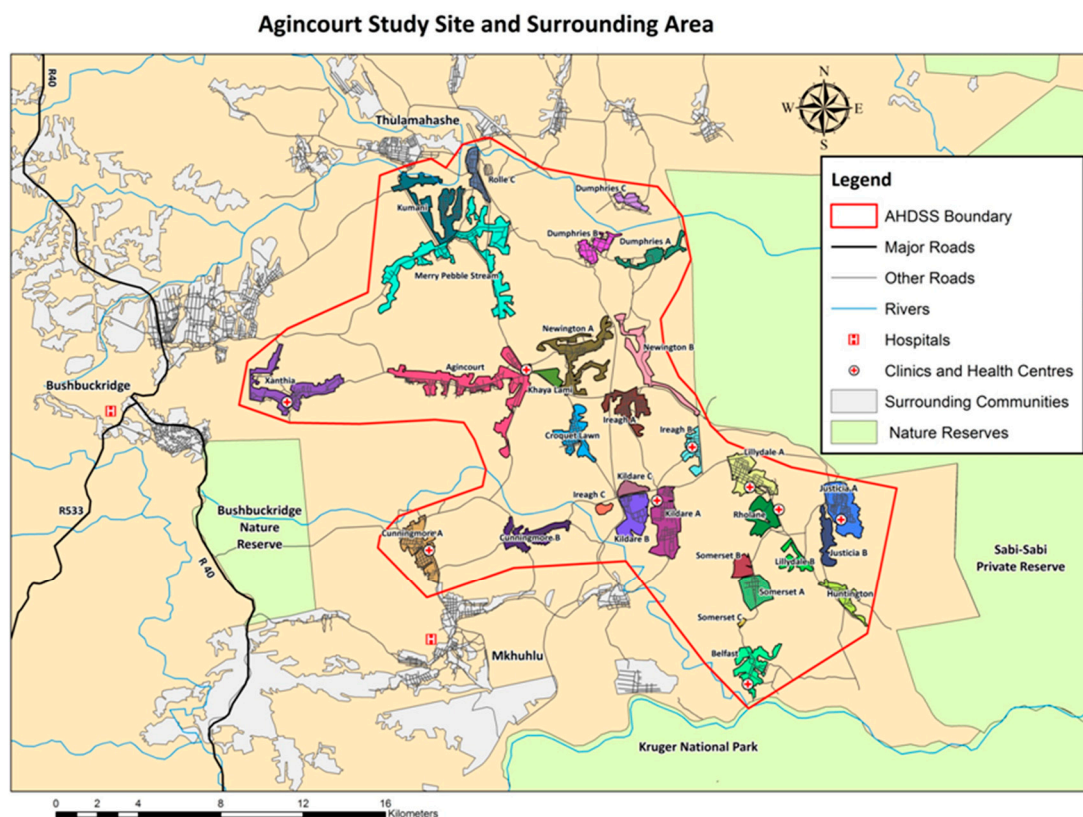 Agincourt Study Site and Surrounding Area
R40
N
W
E
S
Thulamahashe
Rolle C
Kumani
Dumphries C
Dumphries B
Dumphries A
Merry Pebble Stream
Legend
AHDSS Boundary
Major Roads
Other Roads
Rivers
H
Hospitals
Clinics and Health Centres
Surrounding Communities
Nature Reserves
Newington A
Newington B
Agincourt
Khaya Lami
Xanthia
Bushbuckridge
H
Ireagh A
Croquet Lawn
Ireagh B
Lillydale A
Kildare C
Justicia A
Ireagh C
Kildare A
Rholane
R533
Bushbuckridge
Nature
Reserve
Cunningmore A
Cunningmore B
Kildare B
Justicia B
Somerset B
Lillydale B
Sabi-Sabi
Private Reserve
R 40
Somerset A
Huntington
Somerset C
H
Mkhuhlu
Belfast
Kruger National Park
0 2 4 8 12 16
Kilometers